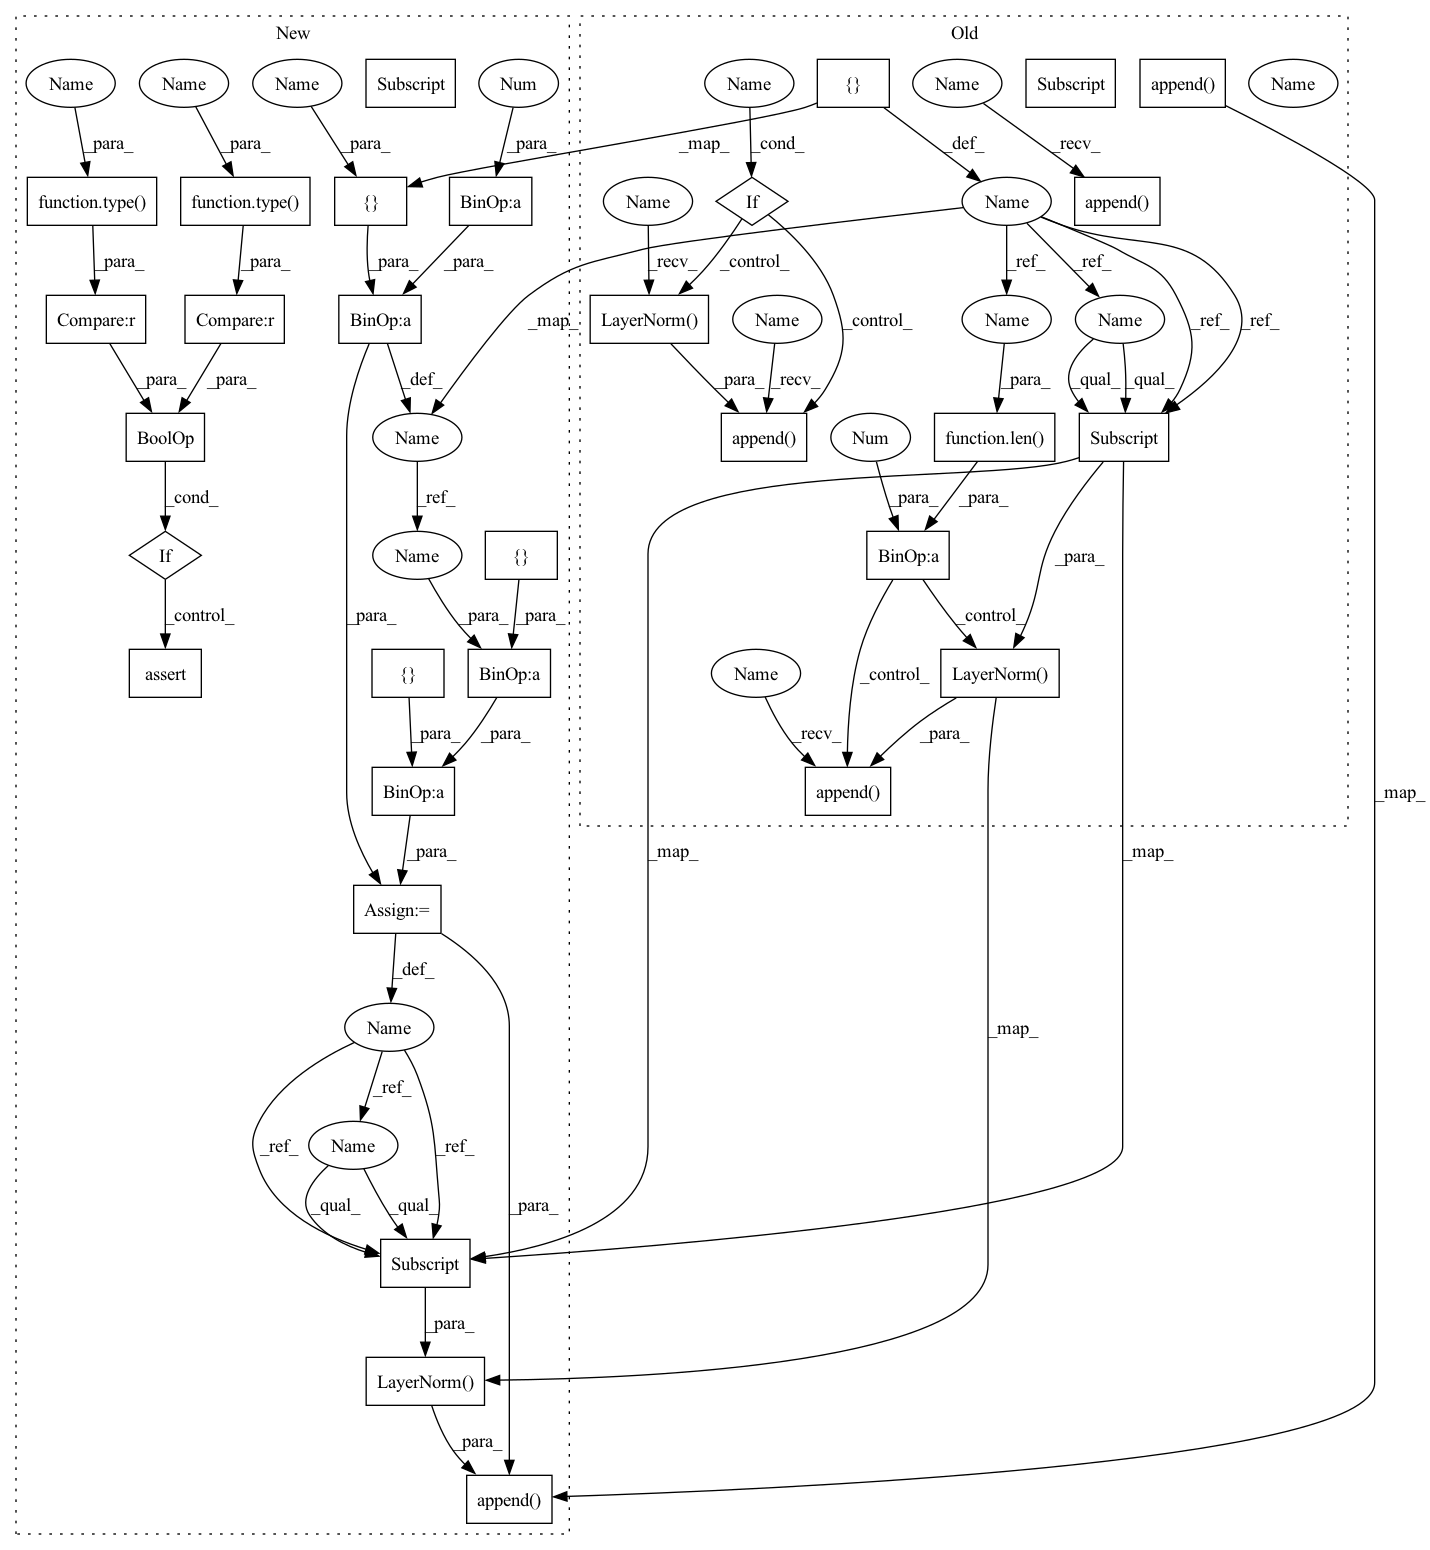 New
Old
Name
Name
Name
Subscript
Num
Name
{}
Name
Subscript
append()
Name
_para_
_para_
_para_
_para_
_map_
_cond_
_def_
_recv_
function.type()
function.type()
{}
BinOp:a
Name
If
Name
append()
_para_
_para_
_para_
_para_
_recv_
_control_
_ref_
_ref_
Compare:r
Compare:r
BinOp:a
_map_
LayerNorm()
Name
_control_
Name
Name
_ref_
_ref_
_para_
_para_
_def_
_para_
_recv_
_para_
_qual_
_qual_
BoolOp
Name
append()
Num
function.len()
Subscript
_cond_
_ref_
_para_
_para_
If
Name
{}
BinOp:a
_para_
_control_
_para_
_para_
_para_
_control_
_control_
assert
{}
BinOp:a
Name
LayerNorm()
_para_
_para_
_recv_
_para_
BinOp:a
append()
_map_
_para_
_map_
_map_
Assign:=
_def_
Name
_map_
_ref_
Name
_ref_
_ref_
_qual_
_qual_
_para_
Subscript
_para_
LayerNorm()
_para_
append()